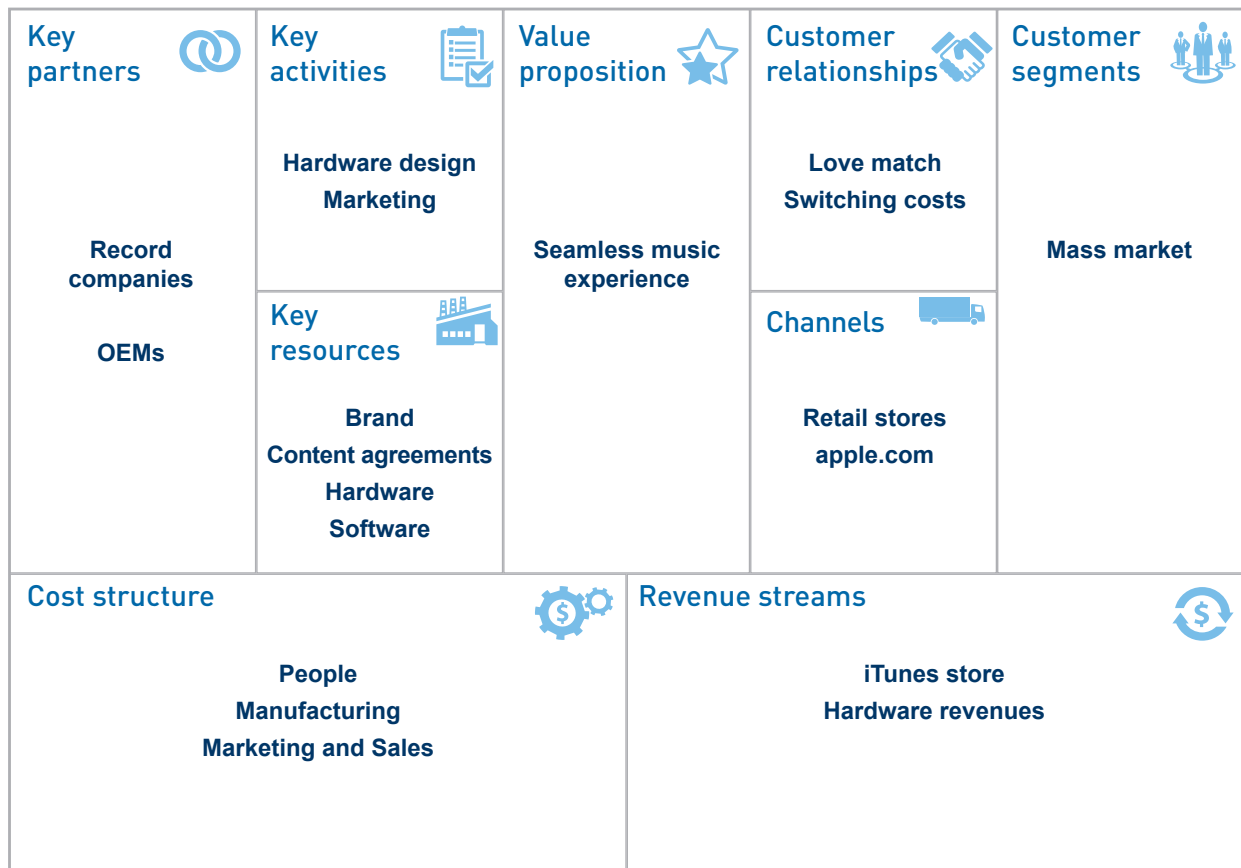 Key
partners
Record
companies
OEMs
Key
activities
Hardware design
Marketing
Key
resources
Brand
Content agreements
Hardware
Software
Value
proposition
Seamless music
experience
Customer
relationships
Love match
Switching costs
Channels
Retail stores
apple.com
Customer
segments
Mass market
Cost structure
$
People
Manufacturing
Marketing and Sales
Revenue streams
$
iTunes store
Hardware revenues